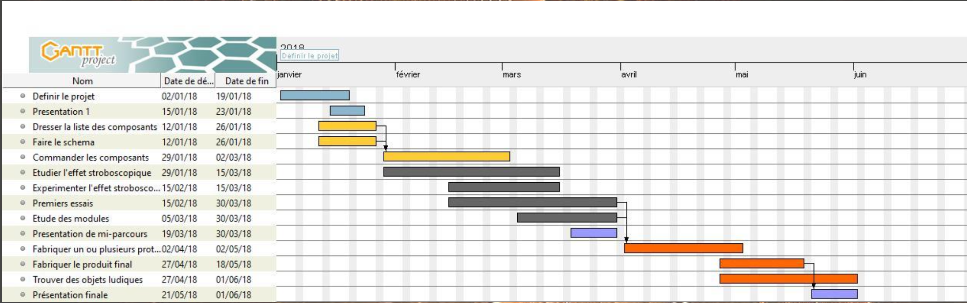 GANTT
project
2018
Definir le projet
janvier février mars avril mai juin
Nom Date de dé... Date de fin
Definir le projet 02/01/18 19/01/18
Presentation 1 15/01/18 23/01/18
Dresser la liste des composants 12/01/18 26/01/18
Faire le schema 12/01/18 26/01/18
Commander les composants 29/01/18 02/03/18
Etudier l'effet stroboscopique 29/01/18 15/03/18
Experimenter l'effet strobosco... 15/02/18 15/03/18
Premiers essais 15/02/18 30/03/18
Etude des modules 05/03/18 30/03/18
Presentation de mi-parcours 19/03/18 30/03/18
Fabriquer un ou plusieurs prot... 02/04/18 02/05/18
Fabriquer le produit final 27/04/18 18/05/18
Trouver des objets ludiques 27/04/18 01/06/18
Présentation finale 21/05/18 01/06/18